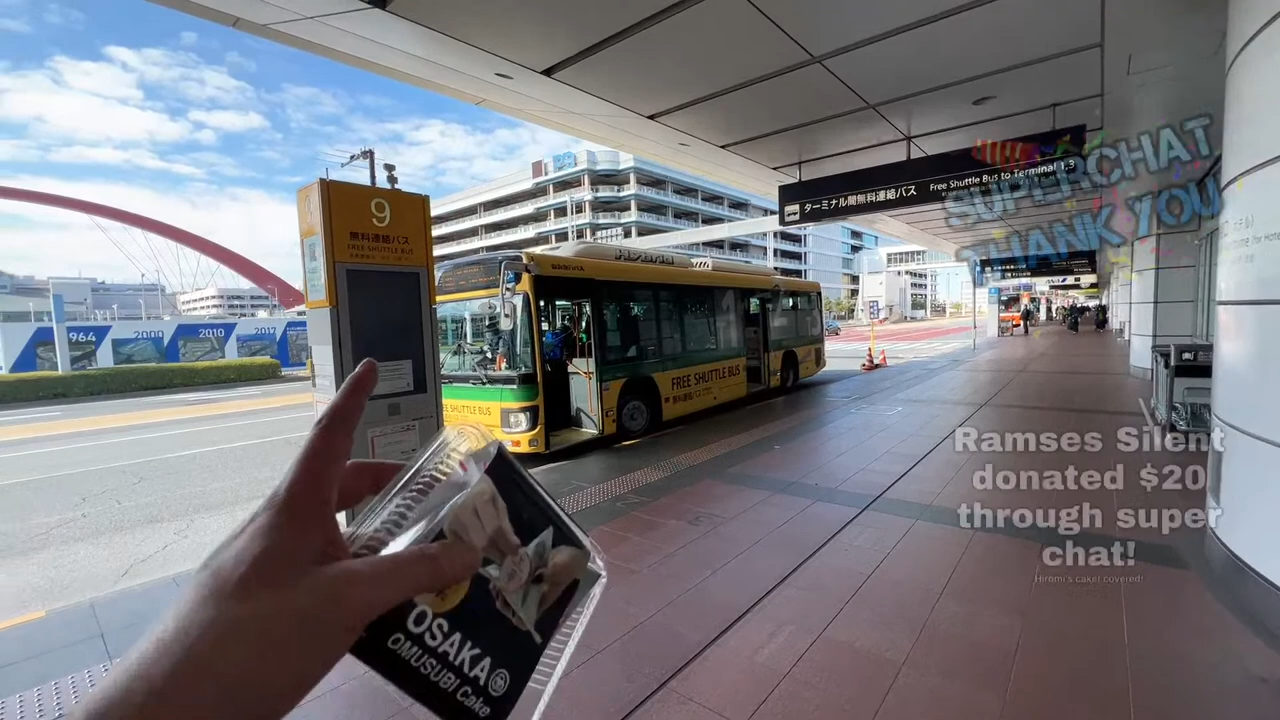 9
無料連絡バス
FREE SHUTTLE BUS
ターミナル間無料連絡バス
Free Shuttle Bus to Terminal 1.3
SUPERCHAT
THANK YOU
Hybrid
FREE SHUTTLE BUS
無料連絡バス
FREE SHUTTLE BUS
964
2000
2010
2017
Ramses Silent
donated $20
through super
chat!
Hiromi's cake! covered!
OSAKA
OMUSUBI Cake